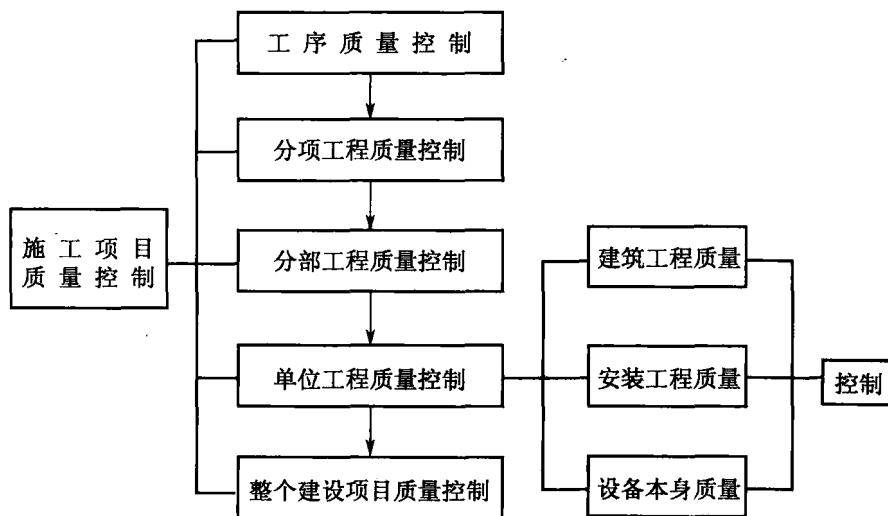 工序质量控制
分项工程质量控制
施工项目
质量控制
分部工程质量控制
建筑工程质量
单位工程质量控制
安装工程质量
控制
整个建设项目质量控制
设备本身质量